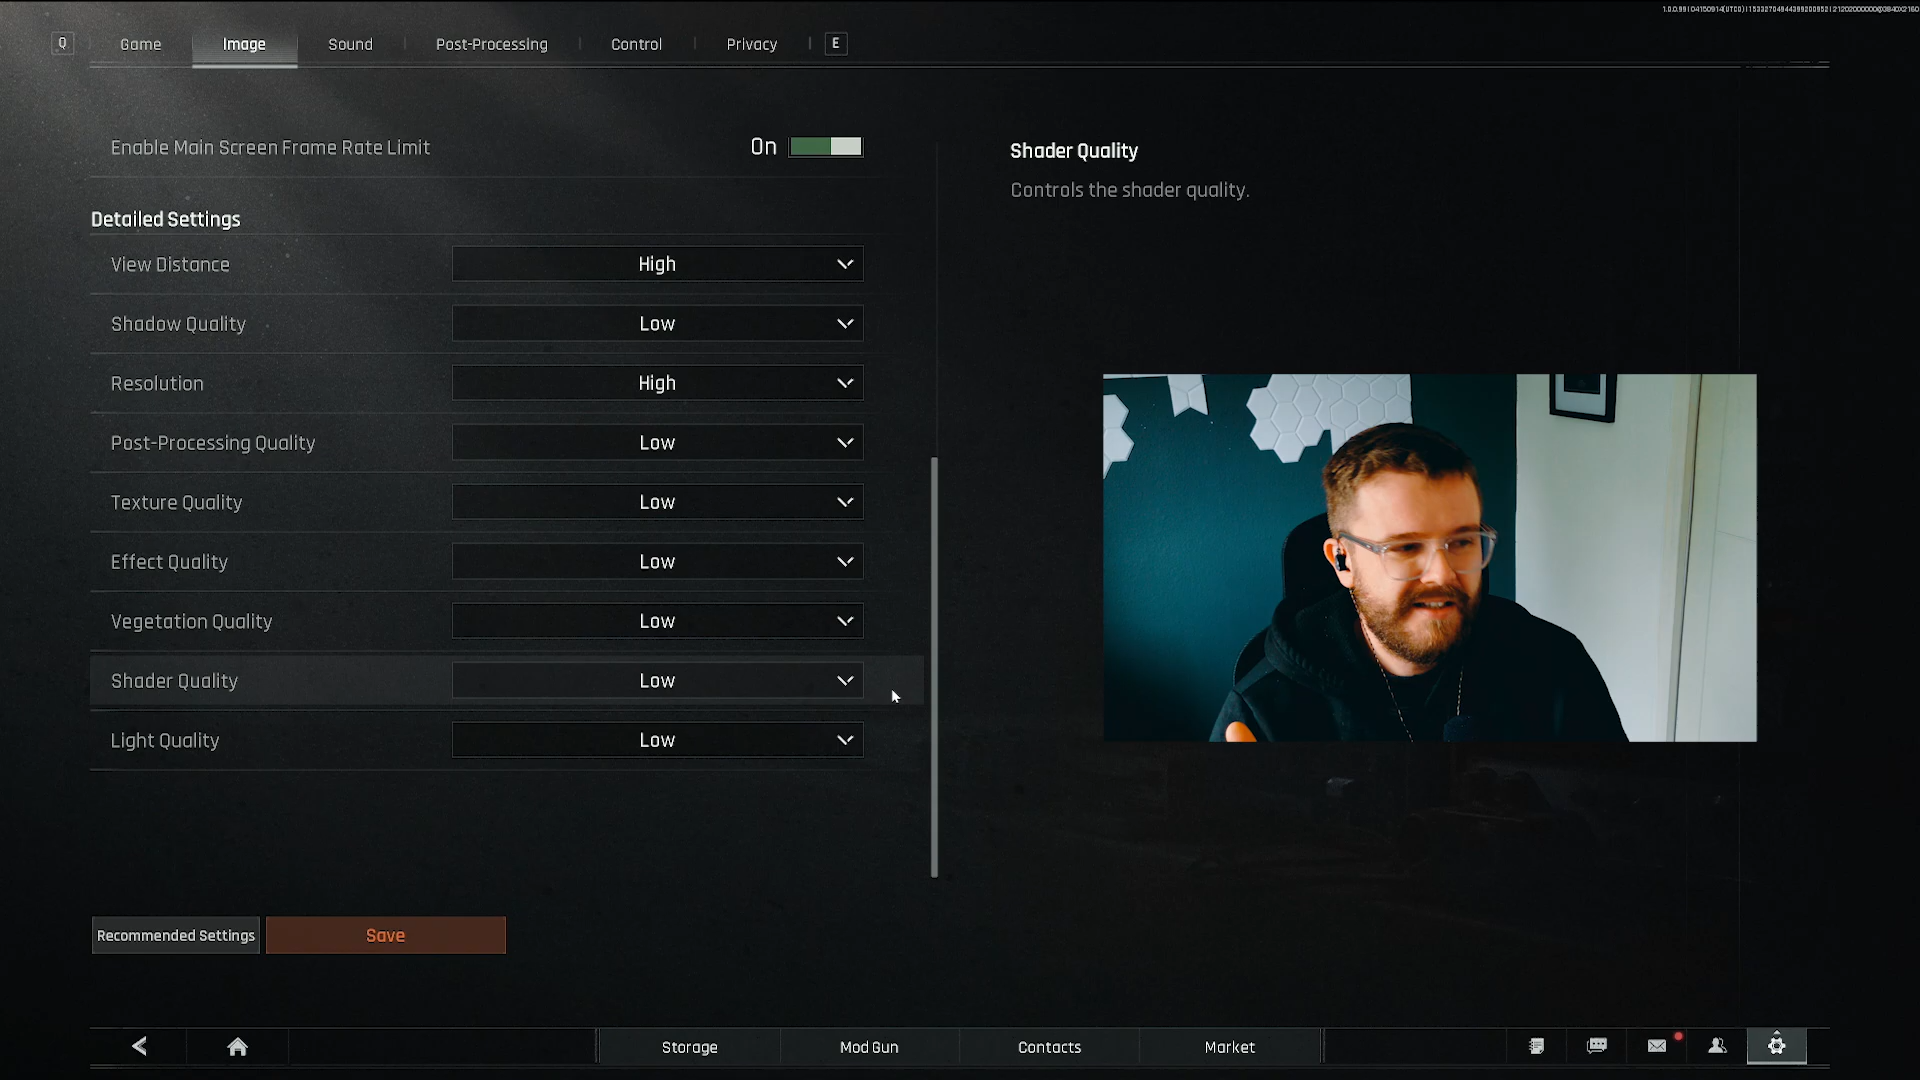 Q
Game
Image
Sound
Post-Processing
Control
Privacy
E
Enable Main Screen Frame Rate Limit
On
Detailed Settings
View Distance
High
Shadow Quality
Low
Resolution
High
Post-Processing Quality
Low
Texture Quality
Low
Effect Quality
Low
Vegetation Quality
Low
Shader Quality
Low
Light Quality
Low
Shader Quality
Controls the shader quality.
Recommended Settings
Save
Storage
Mod Gun
Contacts
Market